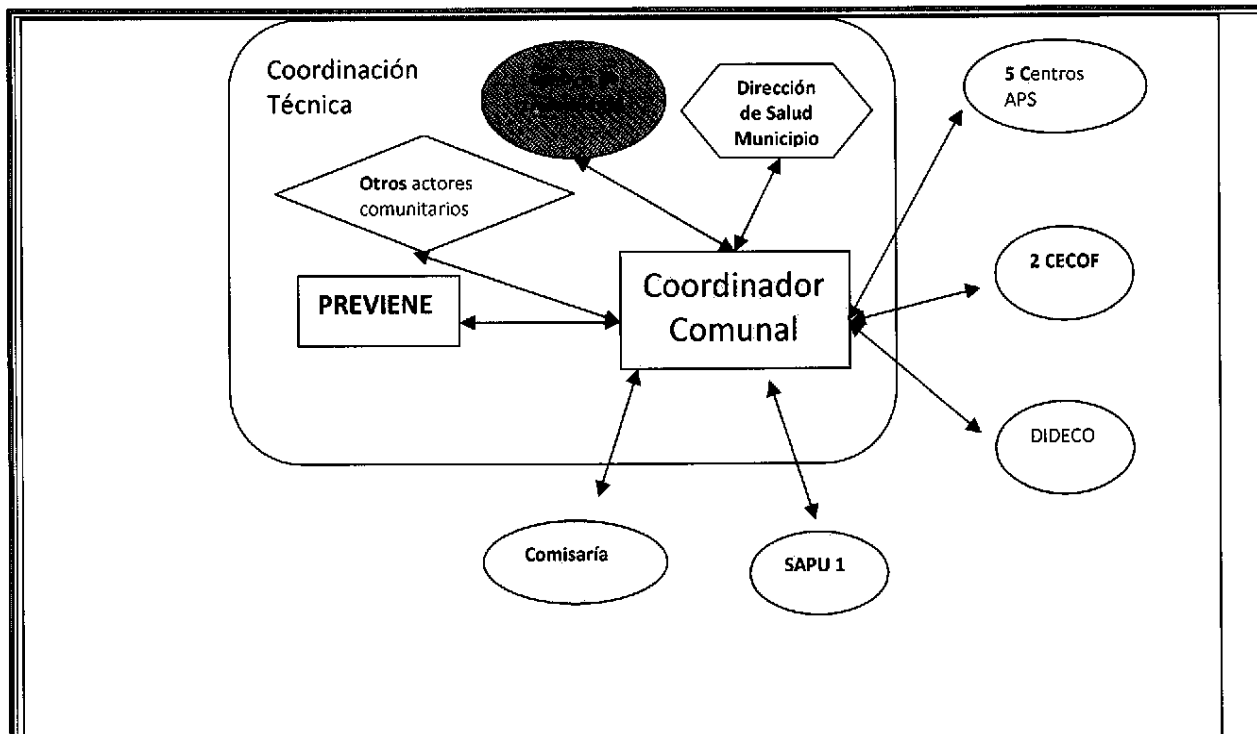 Coordinación
Técnica
Dirección
de Salud
Municipio
5 Centros
APS
Otros actores
comunitarios
PREVIENE
Coordinador
Comunal
2 CECOF
DIDECO
Comisaría
SAPU 1